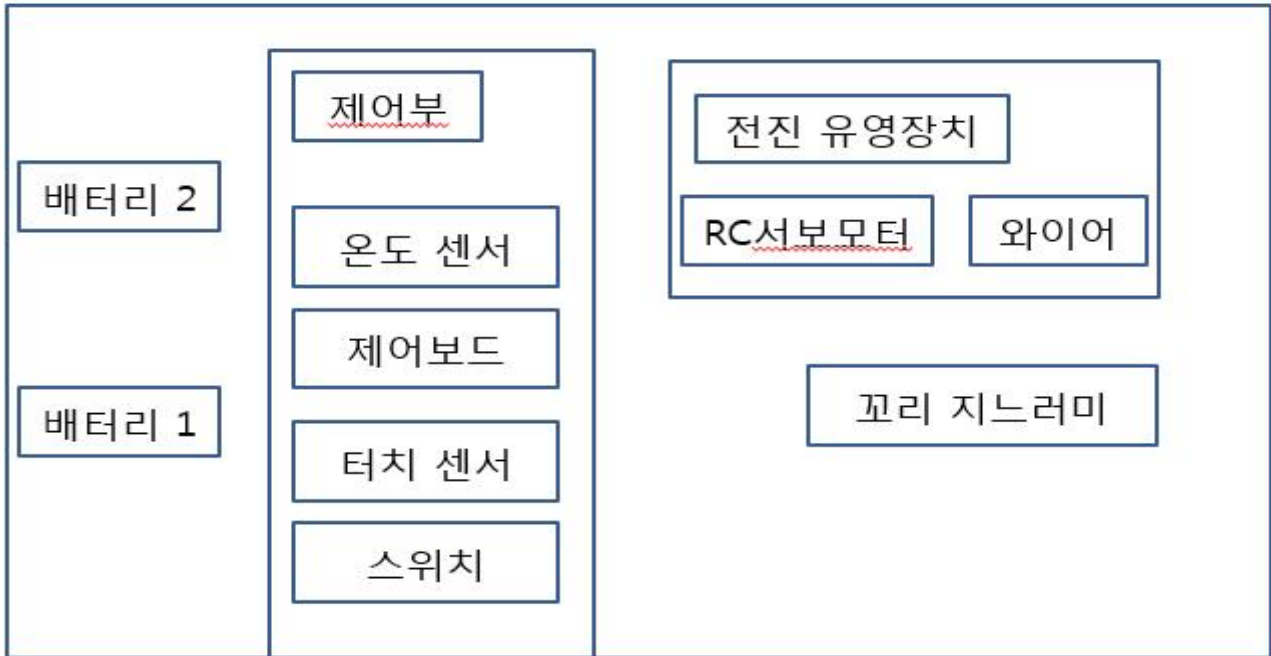 배터리 2
배터리 1
제어부
온도 센서
제어보드
터치 센서
스위치
전진 유영장치
RC서보모터
와이어
꼬리 지느러미